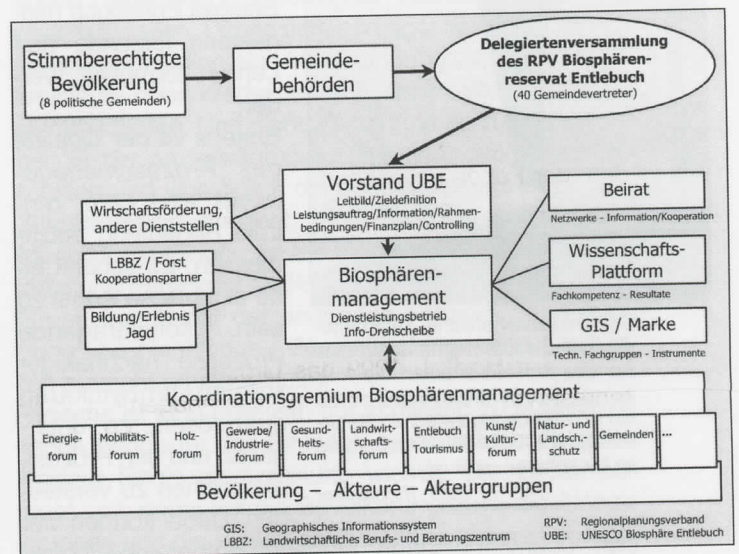 Stimmberechtigte
Bevölkerung
(8 politische Gemeinden)
Gemeinde-
behörden
Delegiertenversammlung
des RPV Biosphären-
reservat Entlebuch
(40 Gemeindevertreter)
Vorstand UBE
Leitbild/Zieldefinition
Leistungsauftrag/Information/Rahmen-
bedingungen/Finanzplan/Controlling
Wirtschaftsförderung,
andere Dienststellen
LBBZ / Forst
Kooperationspartner
Bildung/Erlebnis
Jagd
Biosphären-
management
Dienstleistungsbetrieb
Info-Drehscheibe
Beirat
Netzwerke - Information/Kooperation
Wissenschafts-
Plattform
Fachkompetenz - Resultate
GIS / Marke
Techn. Fachgruppen - Instrumente
Koordinationsgremium Biosphärenmanagement
Energie-
forum
Mobilitäts-
forum
Holz-
forum
Gewerbe/
Industrie-
forum
Gesund-
heits-
forum
Landwirt-
schafts-
forum
Entlebuch
Tourismus
Kunst/
Kultur-
forum
Natur- und
Landsch.-
schutz
Gemeinden
...
Bevölkerung – Akteure – Akteurgruppen
GIS: Geographisches Informationssystem
LBBZ: Landwirtschaftliches Berufs- und Beratungszentrum
RPV: Regionalplanungsverband
UBE: UNESCO Biosphäre Entlebuch